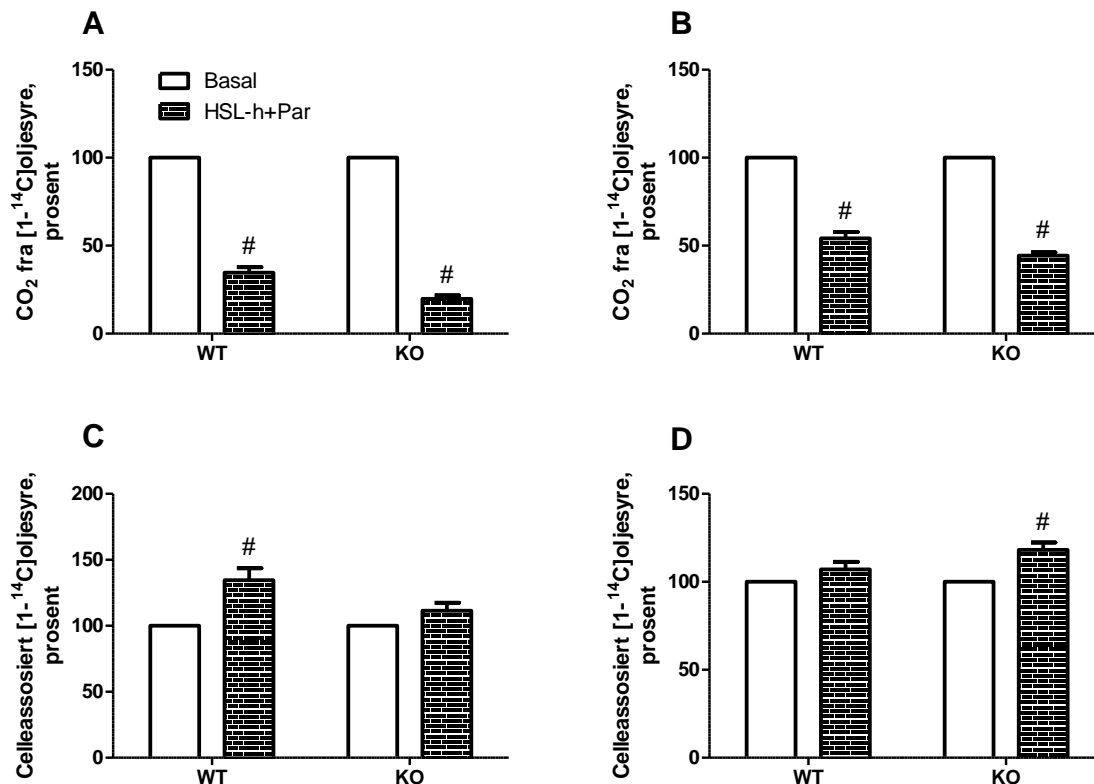 A
CO₂ fra [1-¹⁴C]oljesyre,
prosent
150
100
50
0
Basal
HSL-h+Par
#
#
WT
KO
B
CO₂ fra [1-¹⁴C]oljesyre,
prosent
150
100
50
0
#
#
WT
KO
C
Celleassosiert [1-¹⁴C]oljesyre,
prosent
200
150
100
50
0
#
WT
KO
D
Celleassosiert [1-¹⁴C]oljesyre,
prosent
150
100
50
0
#
WT
KO